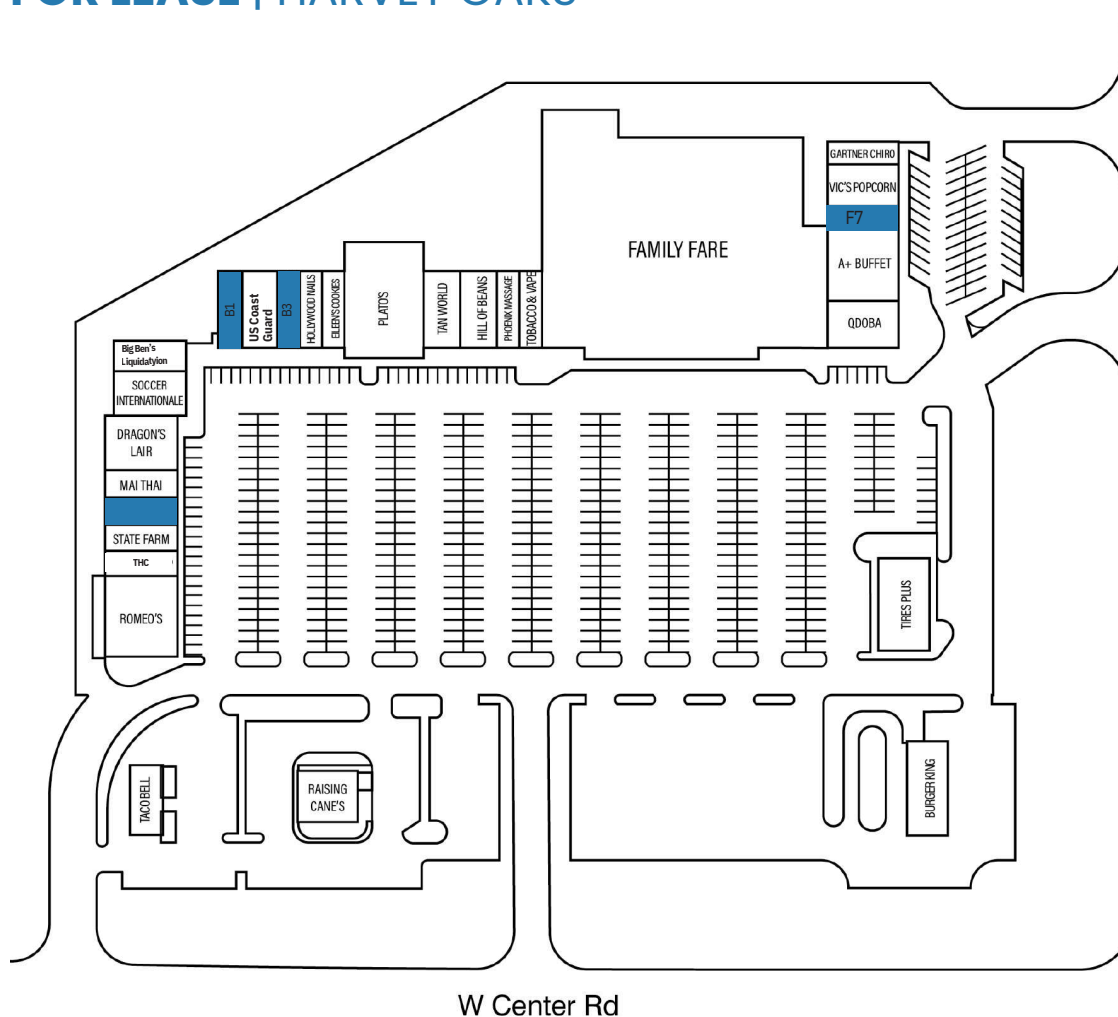 FOR LEASE | HARVEY OAKS
GARTNER CHIRO
VIC'S POPCORN
F7
A+ BUFFET
QDOBA
FAMILY FARE
B1
US Coast
Guard
B3
HOLLYWOOD NAILS
EILEEN'S COOKIES
PLATO'S
TAN WORLD
HILL OF BEANS
PHOENIX MASSAGE
TOBACCO & VAPE
Big Ben's
Liquidatyion
SOCCER
INTERNATIONALE
DRAGON'S
LAIR
MAI THAI
STATE FARM
THC
ROMEO'S
TIRES PLUS
TACO BELL
RAISING
CANE'S
BURGER KING
W Center Rd